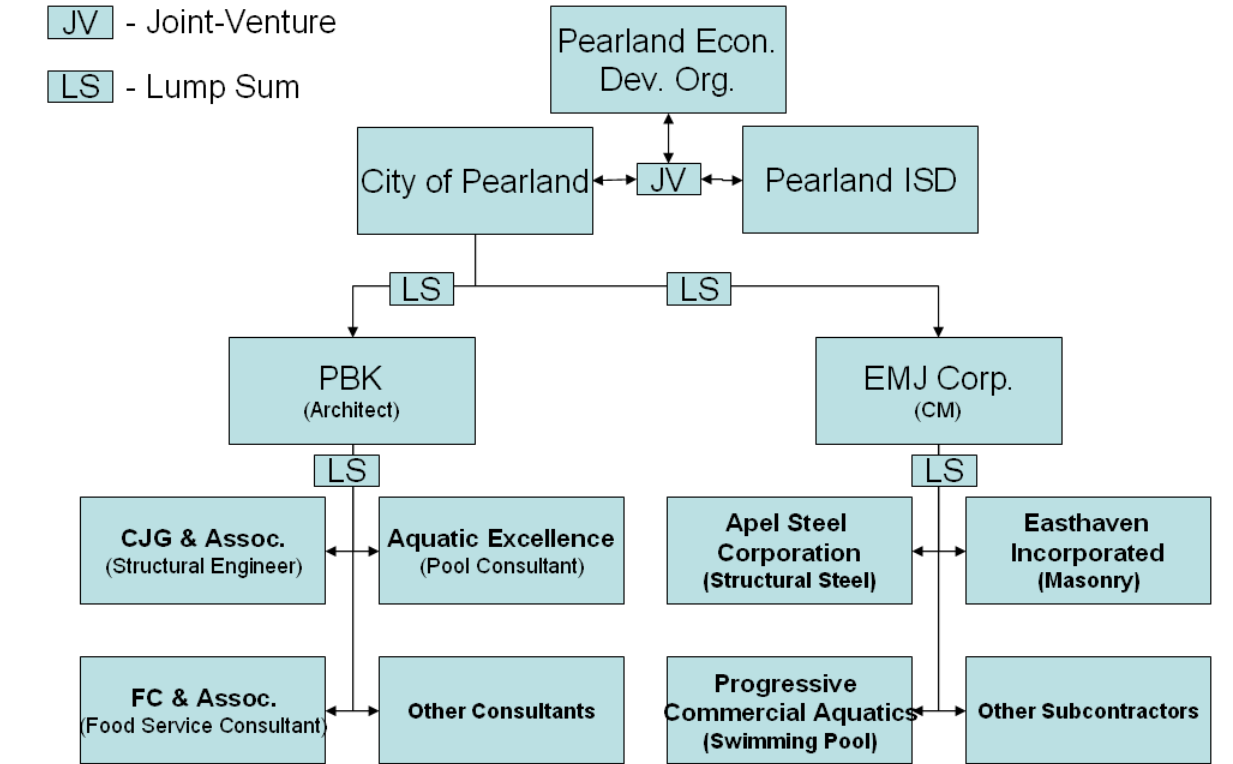 JV - Joint-Venture
LS - Lump Sum
Pearland Econ.
Dev. Org.
City of Pearland
JV
Pearland ISD
LS
LS
PBK
(Architect)
EMJ Corp.
(CM)
LS
LS
CJG & Assoc.
(Structural Engineer)
Aquatic Excellence
(Pool Consultant)
Apel Steel
Corporation
(Structural Steel)
Easthaven
Incorporated
(Masonry)
FC & Assoc.
(Food Service Consultant)
Other Consultants
Progressive
Commercial Aquatics
(Swimming Pool)
Other Subcontractors